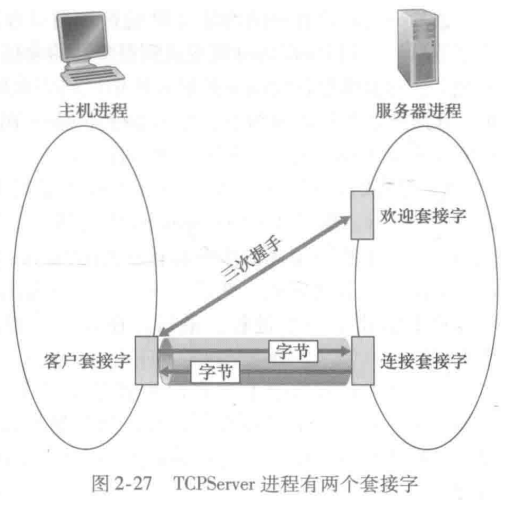 主机进程
服务器进程
欢迎套接字
三次握手
客户套接字
字节
字节
连接套接字
图 2-27 TCPServer 进程有两个套接字